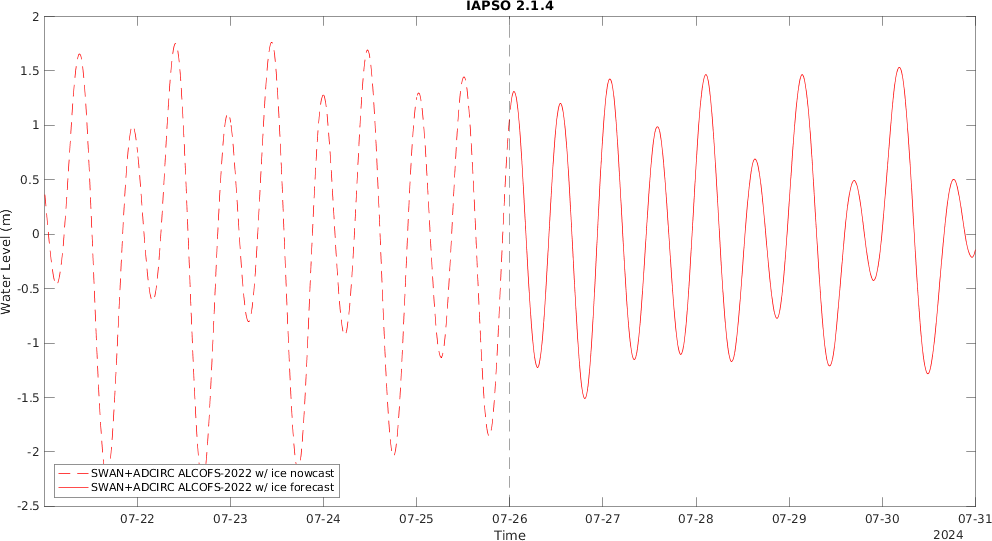 IAPSO 2.1.4
2
1.5
1
0.5
0
-0.5
-1
-1.5
-2
-2.5
Water Level (m)
SWAN+ADCIRC ALCOFS-2022 w/ ice nowcast
SWAN+ADCIRC ALCOFS-2022 w/ ice forecast
07-22 07-23 07-24 07-25 07-26 07-27 07-28 07-29 07-30 07-31
Time
2024